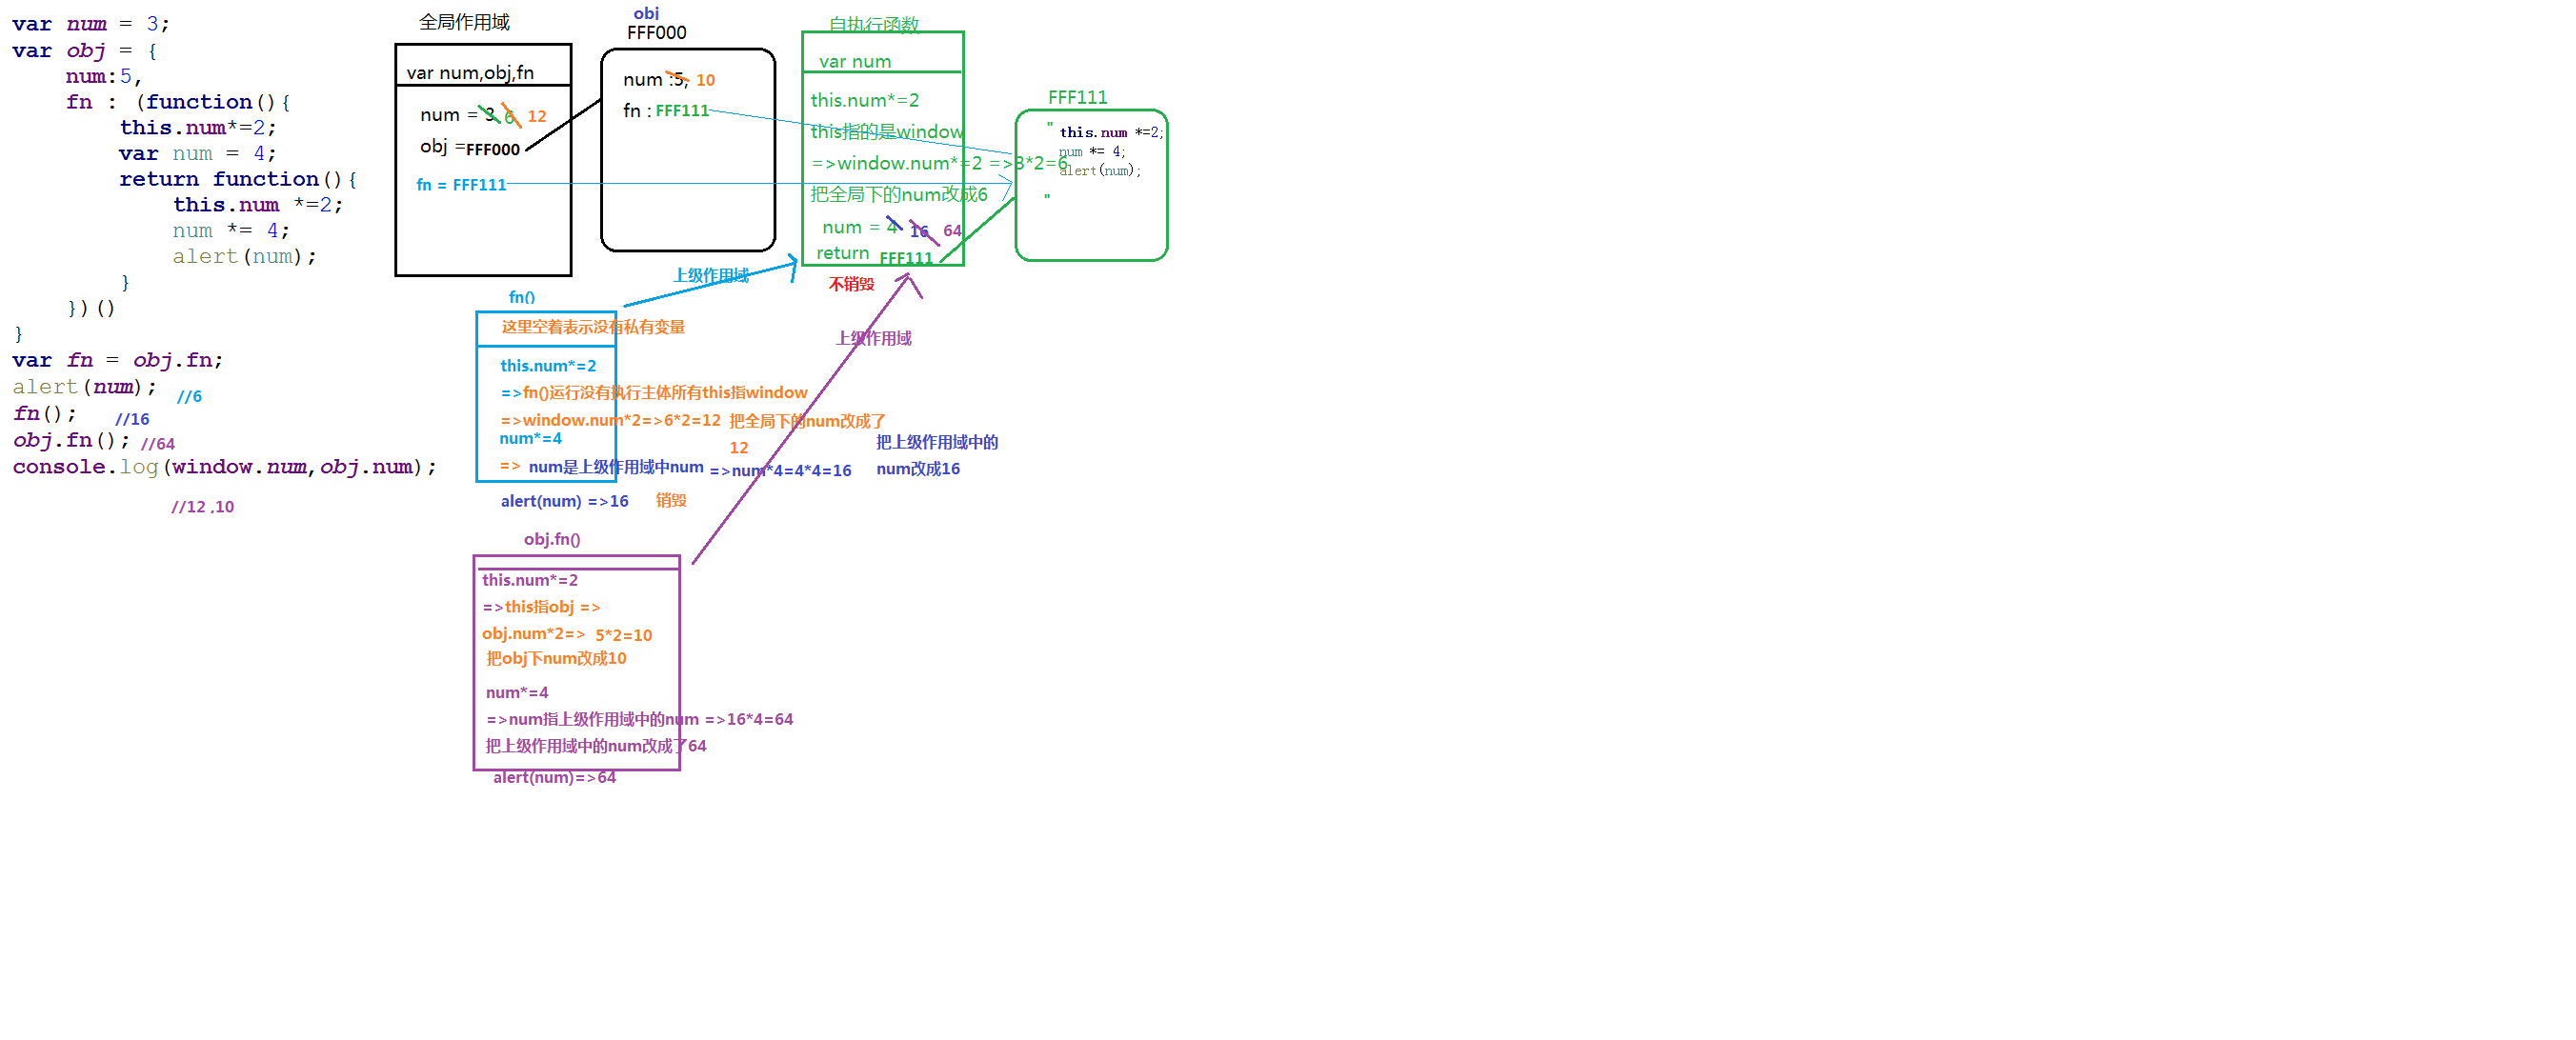 var num = 3;
var obj = {
num:5,
fn : (function(){
this.num*=2;
var num = 4;
return function(){
this.num *=2;
num *= 4;
alert(num);
}
})()
}
var fn = obj.fn;
alert(num); //6
fn(); //16
obj.fn(); //64
console.log(window.num,obj.num);
//12 ,10
全局作用域
var num,obj,fn
num = 3 6 12
obj =FFF000
fn = FFF111
obj
FFF000
num :5, 10
fn : FFF111
自执行函数
var num
this.num*=2
this指的是window
=>window.num*=2 =>3*2=6
把全局下的num改成6
num = 4 16 64
return FFF111
不销毁
FFF111
" this.num *=2;
num *= 4;
alert(num);
"
上级作用域
上级作用域
fn()
这里空着表示没有私有变量
this.num*=2
=>fn()运行没有执行主体所有this指window
=>window.num*2=>6*2=12 把全局下的num改成了
12
num*=4
=> num是上级作用域中num =>num*4=4*4=16
把上级作用域中的
num改成16
alert(num) =>16 销毁
obj.fn()
this.num*=2
=>this指obj =>
obj.num*2=> 5*2=10
把obj下num改成10
num*=4
=>num指上级作用域中的num =>16*4=64
把上级作用域中的num改成了64
alert(num)=>64